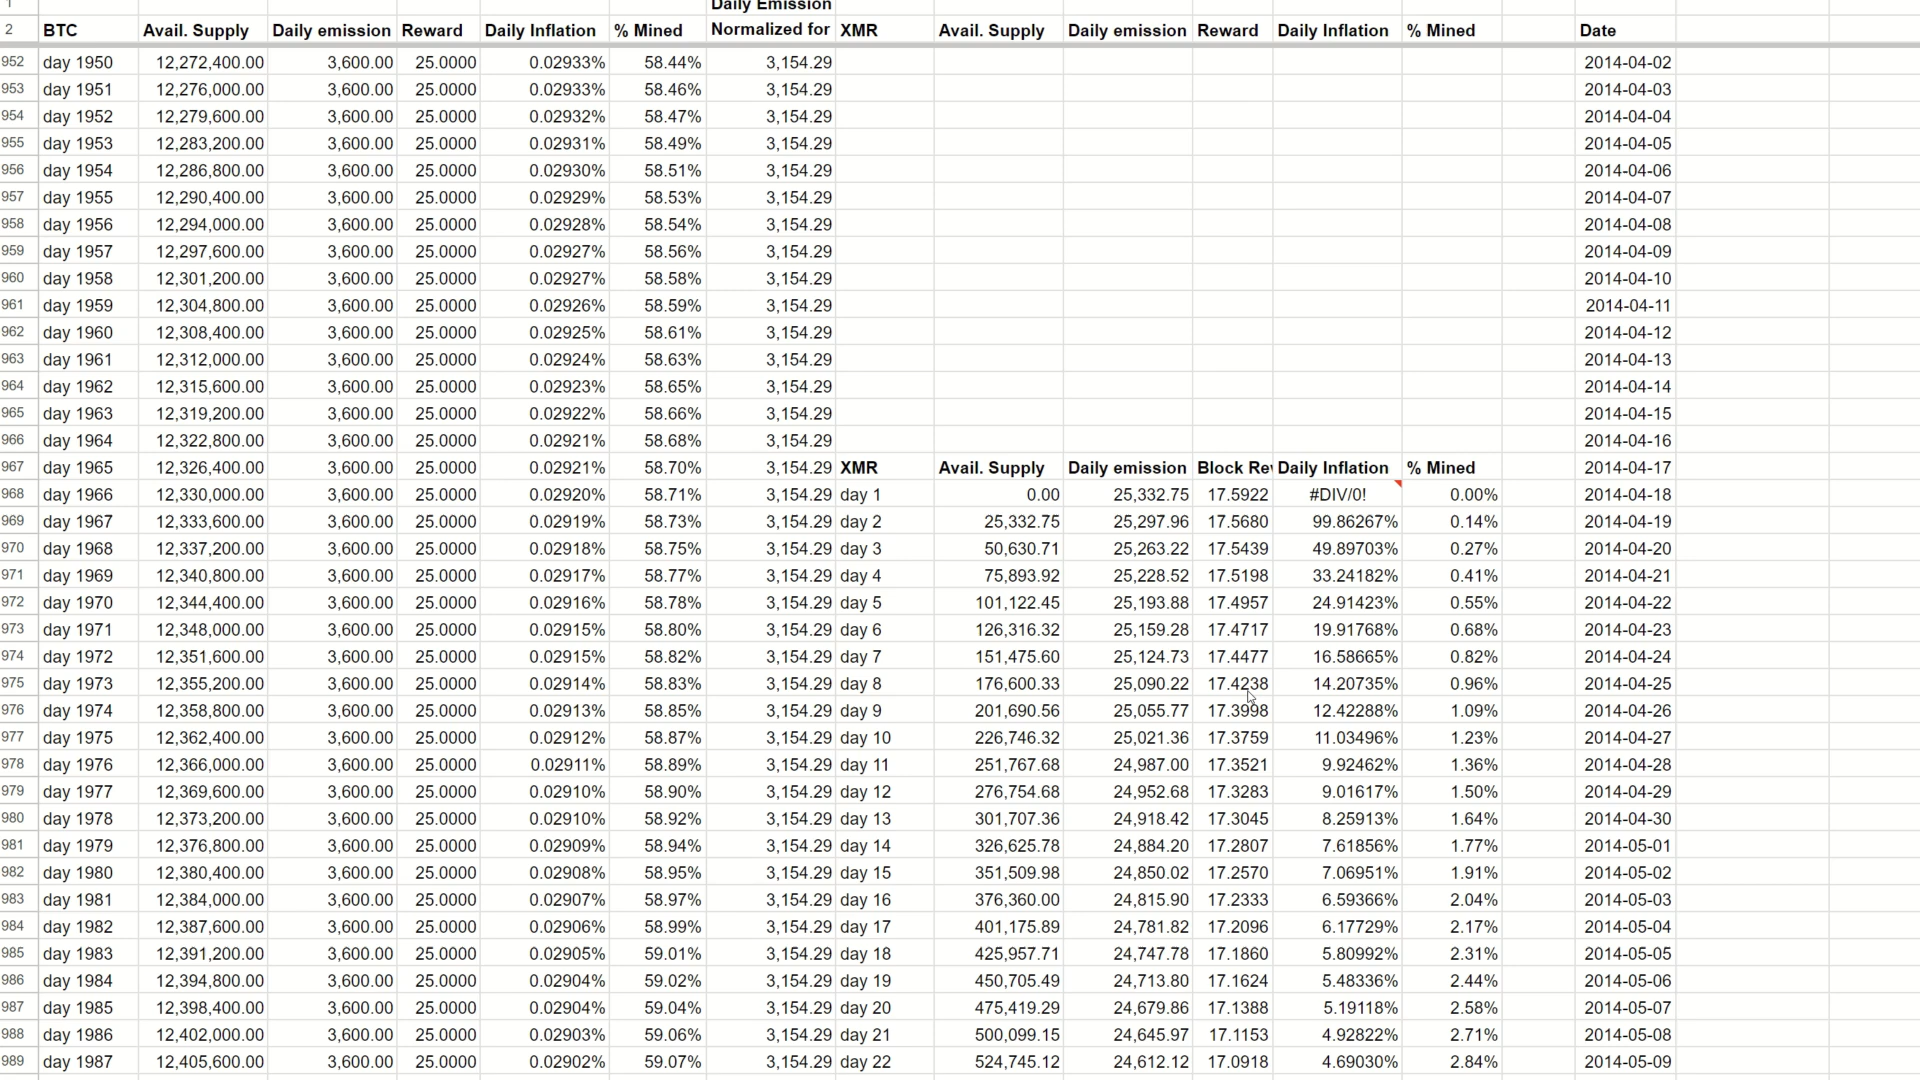 1 Daily Emission
2 BTC Avail. Supply Daily emission Reward Daily Inflation % Mined Normalized for XMR Avail. Supply Daily emission Reward Daily Inflation % Mined Date
952 day 1950 12,272,400.00 3,600.00 25.0000 0.02933% 58.44% 3,154.29 2014-04-02
953 day 1951 12,276,000.00 3,600.00 25.0000 0.02933% 58.46% 3,154.29 2014-04-03
954 day 1952 12,279,600.00 3,600.00 25.0000 0.02932% 58.47% 3,154.29 2014-04-04
955 day 1953 12,283,200.00 3,600.00 25.0000 0.02931% 58.49% 3,154.29 2014-04-05
956 day 1954 12,286,800.00 3,600.00 25.0000 0.02930% 58.51% 3,154.29 2014-04-06
957 day 1955 12,290,400.00 3,600.00 25.0000 0.02929% 58.53% 3,154.29 2014-04-07
958 day 1956 12,294,000.00 3,600.00 25.0000 0.02928% 58.54% 3,154.29 2014-04-08
959 day 1957 12,297,600.00 3,600.00 25.0000 0.02927% 58.56% 3,154.29 2014-04-09
960 day 1958 12,301,200.00 3,600.00 25.0000 0.02927% 58.58% 3,154.29 2014-04-10
961 day 1959 12,304,800.00 3,600.00 25.0000 0.02926% 58.59% 3,154.29 2014-04-11
962 day 1960 12,308,400.00 3,600.00 25.0000 0.02925% 58.61% 3,154.29 2014-04-12
963 day 1961 12,312,000.00 3,600.00 25.0000 0.02924% 58.63% 3,154.29 2014-04-13
964 day 1962 12,315,600.00 3,600.00 25.0000 0.02923% 58.65% 3,154.29 2014-04-14
965 day 1963 12,319,200.00 3,600.00 25.0000 0.02922% 58.66% 3,154.29 2014-04-15
966 day 1964 12,322,800.00 3,600.00 25.0000 0.02921% 58.68% 3,154.29 2014-04-16
967 day 1965 12,326,400.00 3,600.00 25.0000 0.02921% 58.70% 3,154.29 XMR Avail. Supply Daily emission Block Rev Daily Inflation % Mined 2014-04-17
968 day 1966 12,330,000.00 3,600.00 25.0000 0.02920% 58.71% 3,154.29 day 1 0.00 25,332.75 17.5922 #DIV/0! 0.00% 2014-04-18
969 day 1967 12,333,600.00 3,600.00 25.0000 0.02919% 58.73% 3,154.29 day 2 25,332.75 25,297.96 17.5680 99.86267% 0.14% 2014-04-19
970 day 1968 12,337,200.00 3,600.00 25.0000 0.02918% 58.75% 3,154.29 day 3 50,630.71 25,263.22 17.5439 49.89703% 0.27% 2014-04-20
971 day 1969 12,340,800.00 3,600.00 25.0000 0.02917% 58.77% 3,154.29 day 4 75,893.92 25,228.52 17.5198 33.24182% 0.41% 2014-04-21
972 day 1970 12,344,400.00 3,600.00 25.0000 0.02916% 58.78% 3,154.29 day 5 101,122.45 25,193.88 17.4957 24.91423% 0.55% 2014-04-22
973 day 1971 12,348,000.00 3,600.00 25.0000 0.02915% 58.80% 3,154.29 day 6 126,316.32 25,159.28 17.4717 19.91768% 0.68% 2014-04-23
974 day 1972 12,351,600.00 3,600.00 25.0000 0.02915% 58.82% 3,154.29 day 7 151,475.60 25,124.73 17.4477 16.58665% 0.82% 2014-04-24
975 day 1973 12,355,200.00 3,600.00 25.0000 0.02914% 58.83% 3,154.29 day 8 176,600.33 25,090.22 17.4238 14.20735% 0.96% 2014-04-25
976 day 1974 12,358,800.00 3,600.00 25.0000 0.02913% 58.85% 3,154.29 day 9 201,690.56 25,055.77 17.3998 12.42288% 1.09% 2014-04-26
977 day 1975 12,362,400.00 3,600.00 25.0000 0.02912% 58.87% 3,154.29 day 10 226,746.32 25,021.36 17.3759 11.03496% 1.23% 2014-04-27
978 day 1976 12,366,000.00 3,600.00 25.0000 0.02911% 58.89% 3,154.29 day 11 251,767.68 24,987.00 17.3521 9.92462% 1.36% 2014-04-28
979 day 1977 12,369,600.00 3,600.00 25.0000 0.02910% 58.90% 3,154.29 day 12 276,754.68 24,952.68 17.3283 9.01617% 1.50% 2014-04-29
980 day 1978 12,373,200.00 3,600.00 25.0000 0.02910% 58.92% 3,154.29 day 13 301,707.36 24,918.42 17.3045 8.25913% 1.64% 2014-04-30
981 day 1979 12,376,800.00 3,600.00 25.0000 0.02909% 58.94% 3,154.29 day 14 326,625.78 24,884.20 17.2807 7.61856% 1.77% 2014-05-01
982 day 1980 12,380,400.00 3,600.00 25.0000 0.02908% 58.95% 3,154.29 day 15 351,509.98 24,850.02 17.2570 7.06951% 1.91% 2014-05-02
983 day 1981 12,384,000.00 3,600.00 25.0000 0.02907% 58.97% 3,154.29 day 16 376,360.00 24,815.90 17.2333 6.59366% 2.04% 2014-05-03
984 day 1982 12,387,600.00 3,600.00 25.0000 0.02906% 58.99% 3,154.29 day 17 401,175.89 24,781.82 17.2096 6.17729% 2.17% 2014-05-04
985 day 1983 12,391,200.00 3,600.00 25.0000 0.02905% 59.01% 3,154.29 day 18 425,957.71 24,747.78 17.1860 5.80992% 2.31% 2014-05-05
986 day 1984 12,394,800.00 3,600.00 25.0000 0.02904% 59.02% 3,154.29 day 19 450,705.49 24,713.80 17.1624 5.48336% 2.44% 2014-05-06
987 day 1985 12,398,400.00 3,600.00 25.0000 0.02904% 59.04% 3,154.29 day 20 475,419.29 24,679.86 17.1388 5.19118% 2.58% 2014-05-07
988 day 1986 12,402,000.00 3,600.00 25.0000 0.02903% 59.06% 3,154.29 day 21 500,099.15 24,645.97 17.1153 4.92822% 2.71% 2014-05-08
989 day 1987 12,405,600.00 3,600.00 25.0000 0.02902% 59.07% 3,154.29 day 22 524,745.12 24,612.12 17.0918 4.69030% 2.84% 2014-05-09